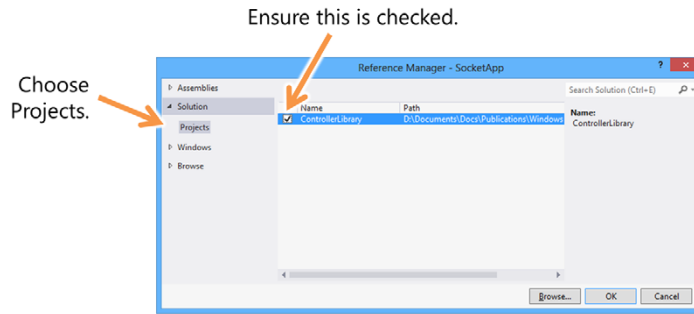 Ensure this is checked.
Choose
Projects.
Reference Manager - SocketApp
? x
Assemblies
Solution
Projects
Windows
Browse
Name Path
ControllerLibrary D:\Documents\Docs\Publications\Windows
Search Solution (Ctrl+E)
Name:
ControllerLibrary
Browse... OK Cancel